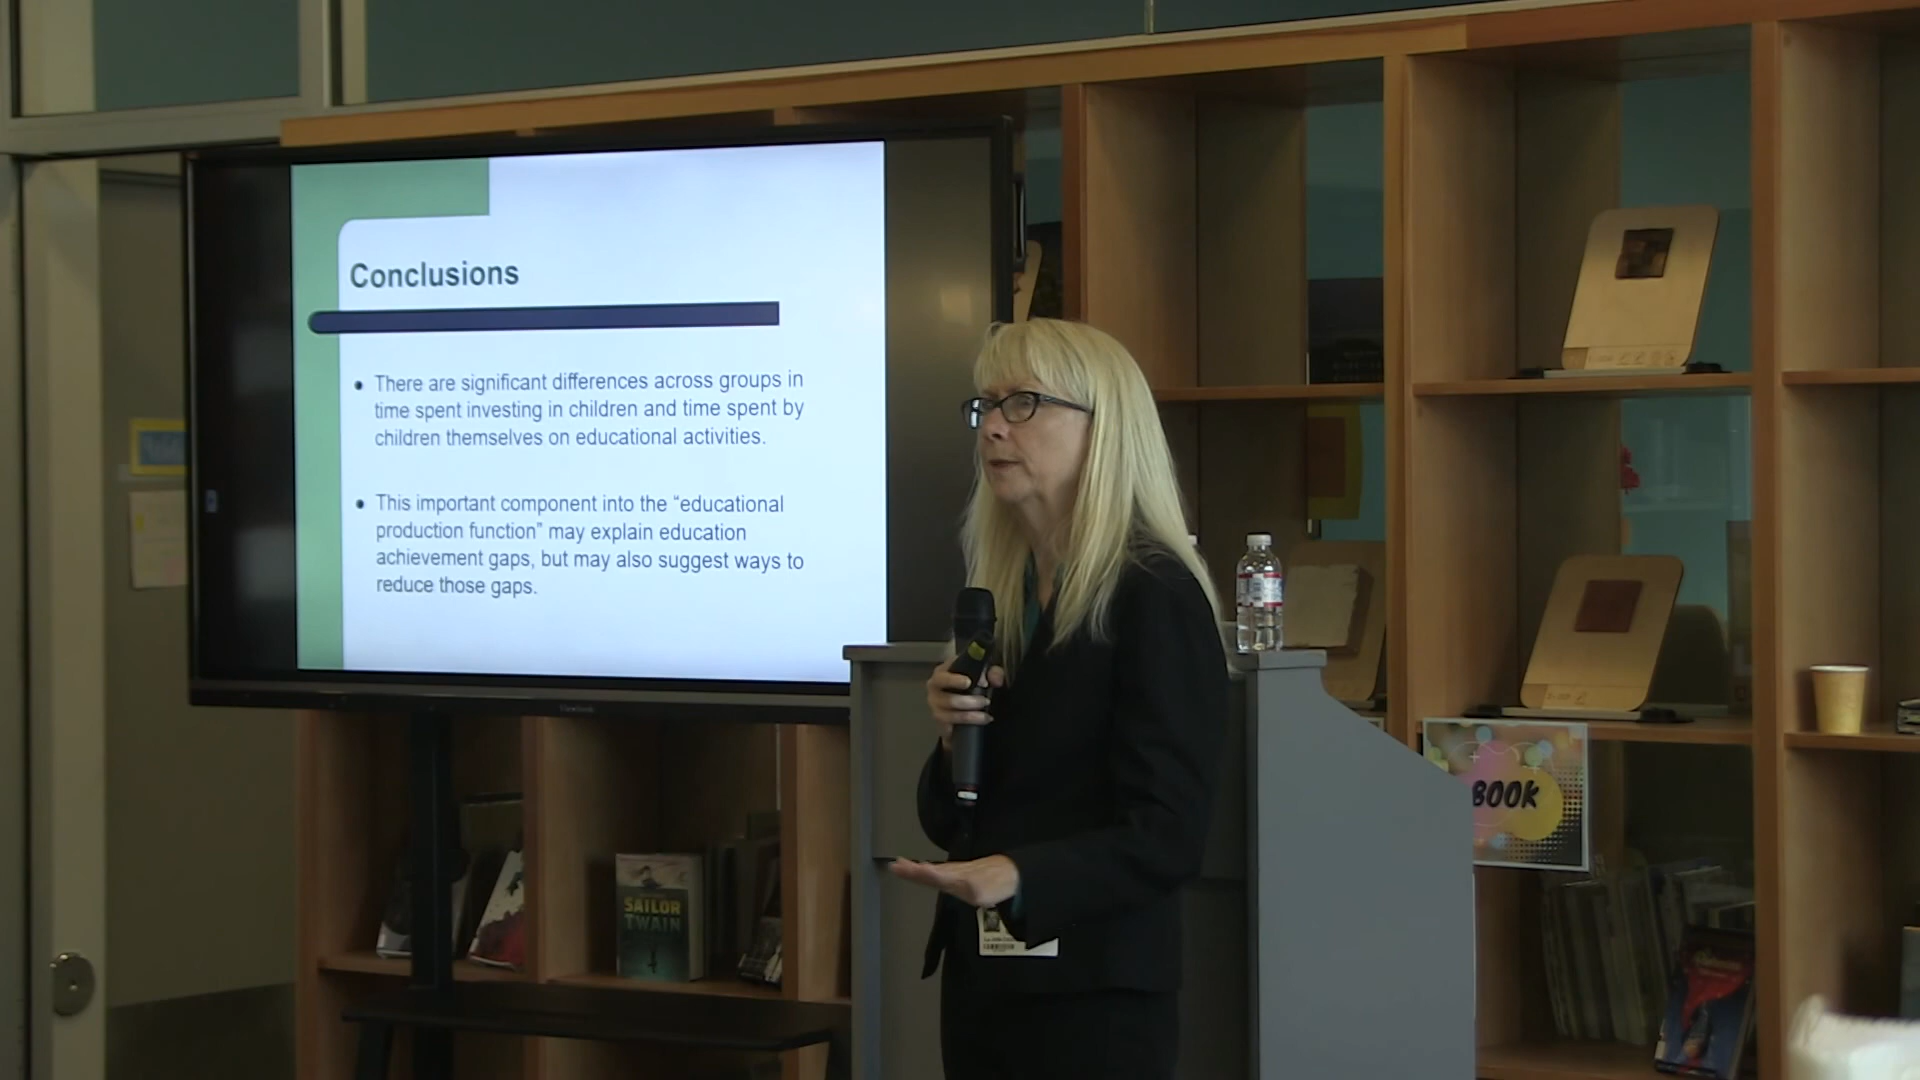 Conclusions
There are significant differences across groups in
time spent investing in children and time spent by
children themselves on educational activities.
This important component into the “educational
production function” may explain education
achievement gaps, but may also suggest ways to
reduce those gaps.
ViewSonic
SAILOR
TWAIN
BOOK